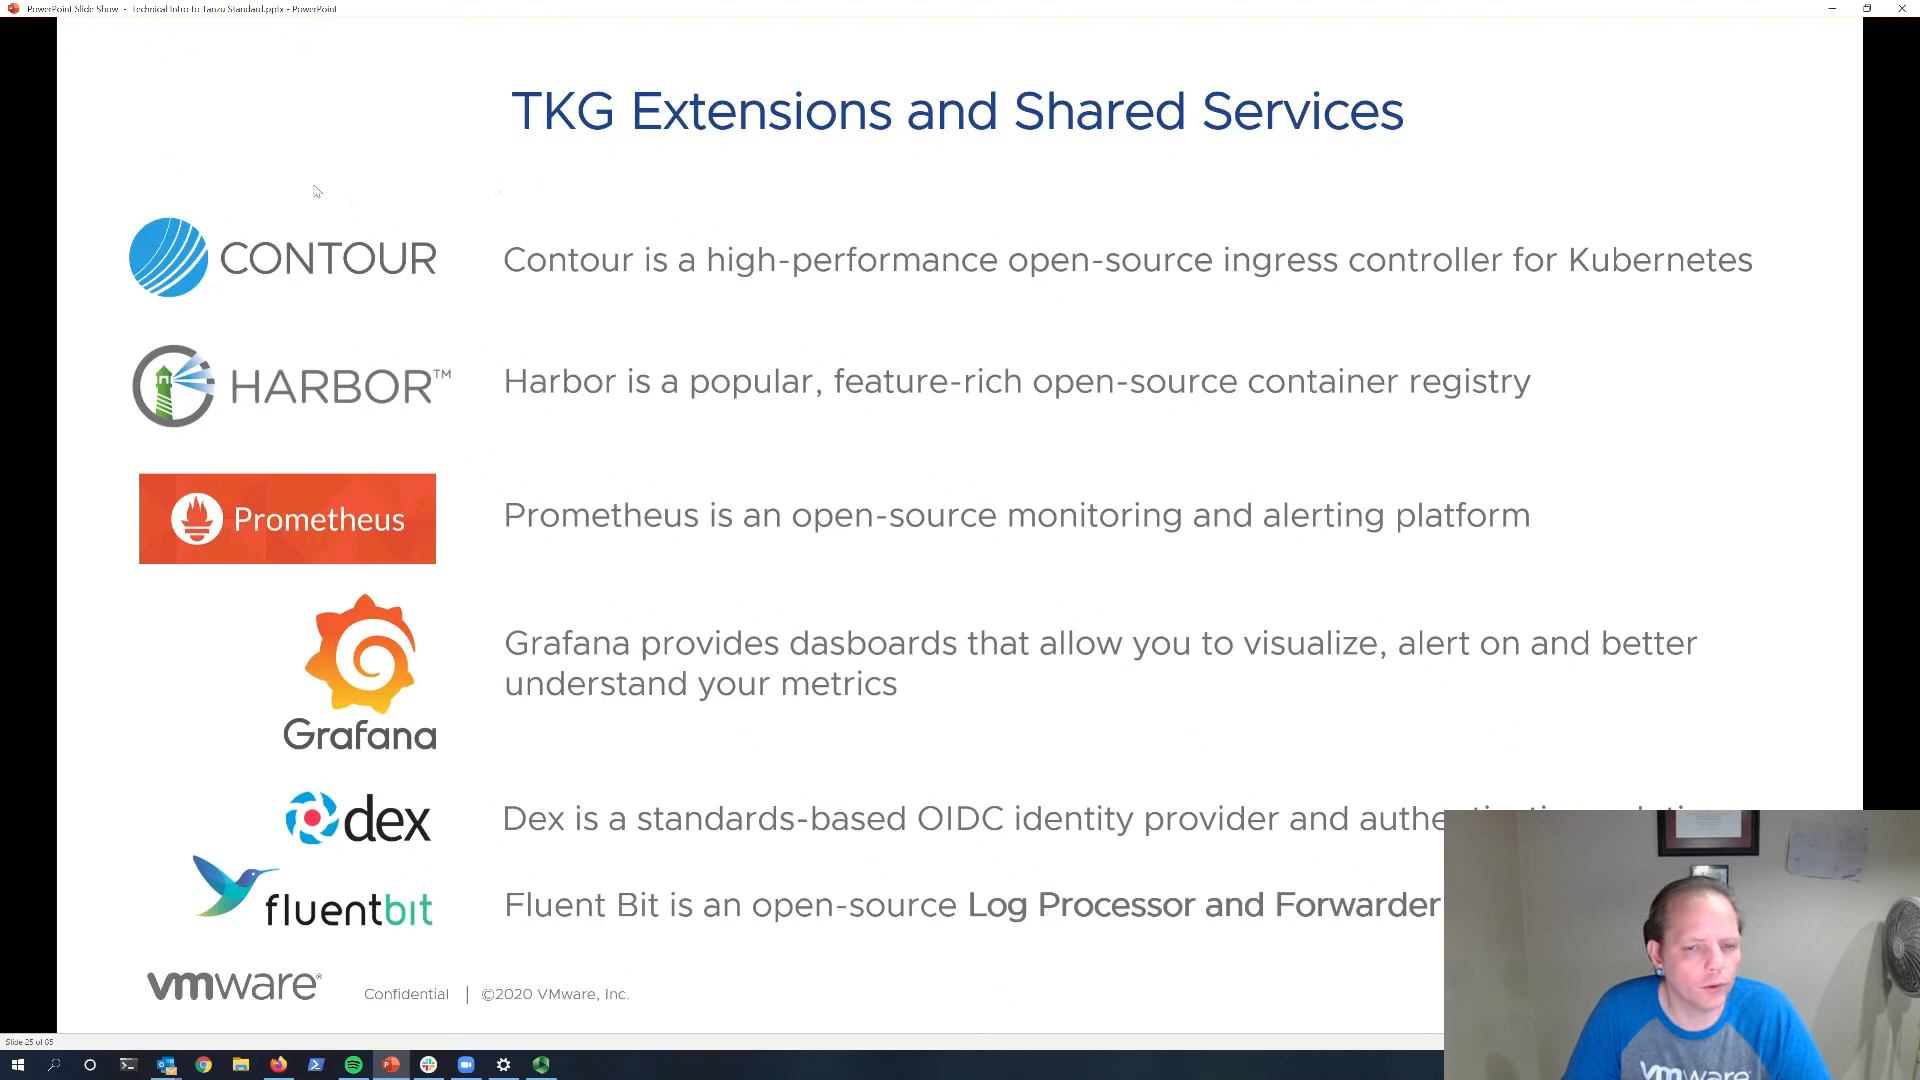 PowerPoint Slide Show - Technical Intro to Tanzu Standard.pptx - PowerPoint
TKG Extensions and Shared Services
CONTOUR
Contour is a high-performance open-source ingress controller for Kubernetes
HARBOR™
Harbor is a popular, feature-rich open-source container registry
Prometheus
Prometheus is an open-source monitoring and alerting platform
Grafana
Grafana provides dasboards that allow you to visualize, alert on and better
understand your metrics
dex
Dex is a standards-based OIDC identity provider and
fluentbit
Fluent Bit is an open-source Log Processor and Forwarder
vmware®
Confidential | ©2020 VMware, Inc.
Slide 25 of 85
vmware